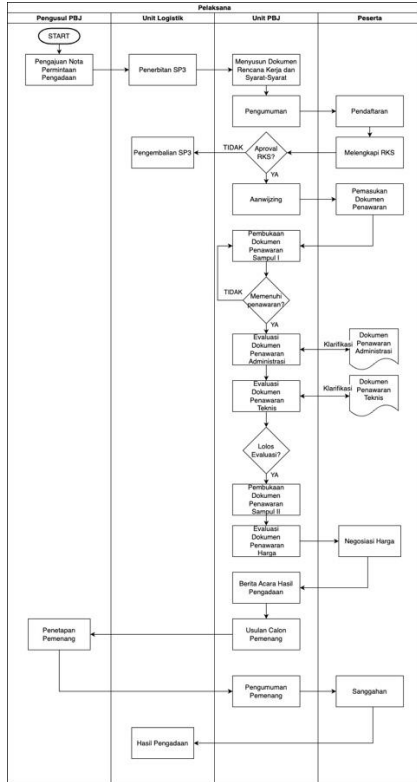 Pelaksana
Pengusul PBJ
Unit Logistik
Unit PBJ
Peserta
START
Pengajuan Nota
Permintaan
Pengadaan
Penerbitan SP3
Menyusun Dokumen
Rencana Kerja dan
Syarat-Syarat
Pengumuman
Pendaftaran
Pengembalian SP3
TIDAK
Aproval
RKS?
Melengkapi RKS
YA
Aanwijzing
Pemasukan
Dokumen
Penawaran
Pembukaan
Dokumen
Penawaran
Sampul I
TIDAK
Memenuhi
penawaran?
YA
Evaluasi
Dokumen
Penawaran
Administrasi
Klarifikasi
Dokumen
Penawaran
Administrasi
Evaluasi
Dokumen
Penawaran
Teknis
Klarifikasi
Dokumen
Penawaran
Teknis
Lolos
Evaluasi?
YA
Pembukaan
Dokumen
Penawaran
Sampul II
Evaluasi
Dokumen
Penawaran
Harga
Negosiasi Harga
Berita Acara Hasil
Pengadaan
Penetapan
Pemenang
Usulan Calon
Pemenang
Pengumuman
Pemenang
Sanggahan
Hasil Pengadaan